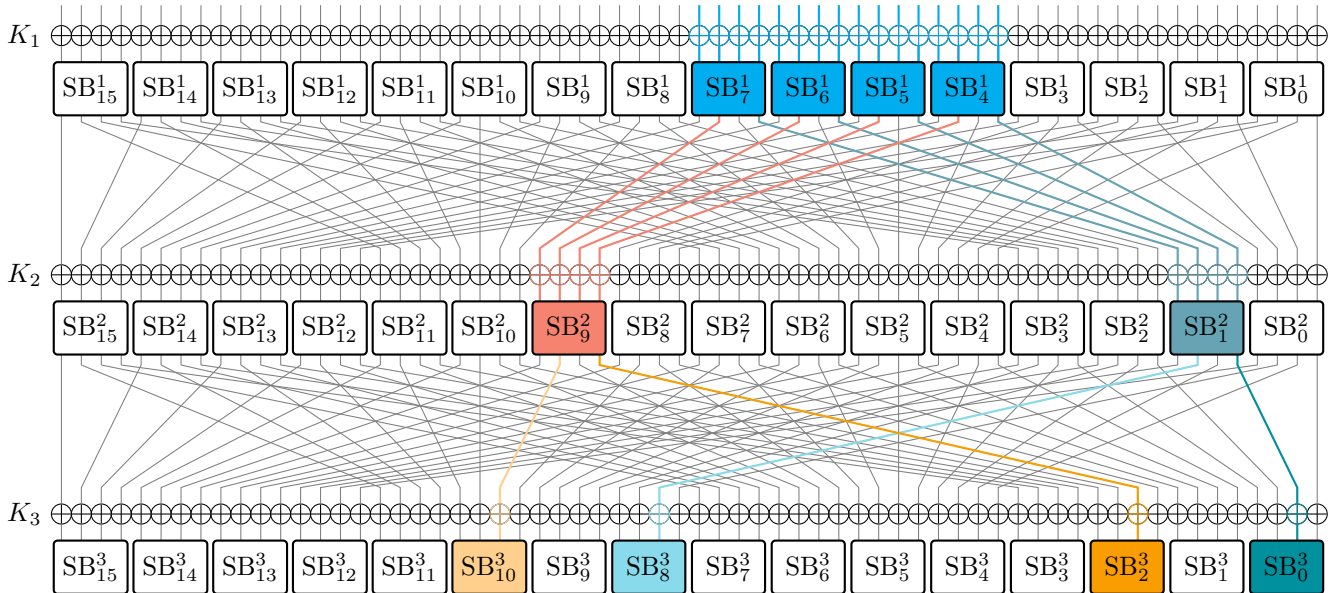 K₁
SB¹₁₅ SB¹₁₄ SB¹₁₃ SB¹₁₂ SB¹₁₁ SB¹₁₀ SB¹₉ SB¹₈ SB¹₇ SB¹₆ SB¹₅ SB¹₄ SB¹₃ SB¹₂ SB¹₁ SB¹₀
K₂
SB²₁₅ SB²₁₄ SB²₁₃ SB²₁₂ SB²₁₁ SB²₁₀ SB²₉ SB²₈ SB²₇ SB²₆ SB²₅ SB²₄ SB²₃ SB²₂ SB²₁ SB²₀
K₃
SB³₁₅ SB³₁₄ SB³₁₃ SB³₁₂ SB³₁₁ SB³₁₀ SB³₉ SB³₈ SB³₇ SB³₆ SB³₅ SB³₄ SB³₃ SB³₂ SB³₁ SB³₀